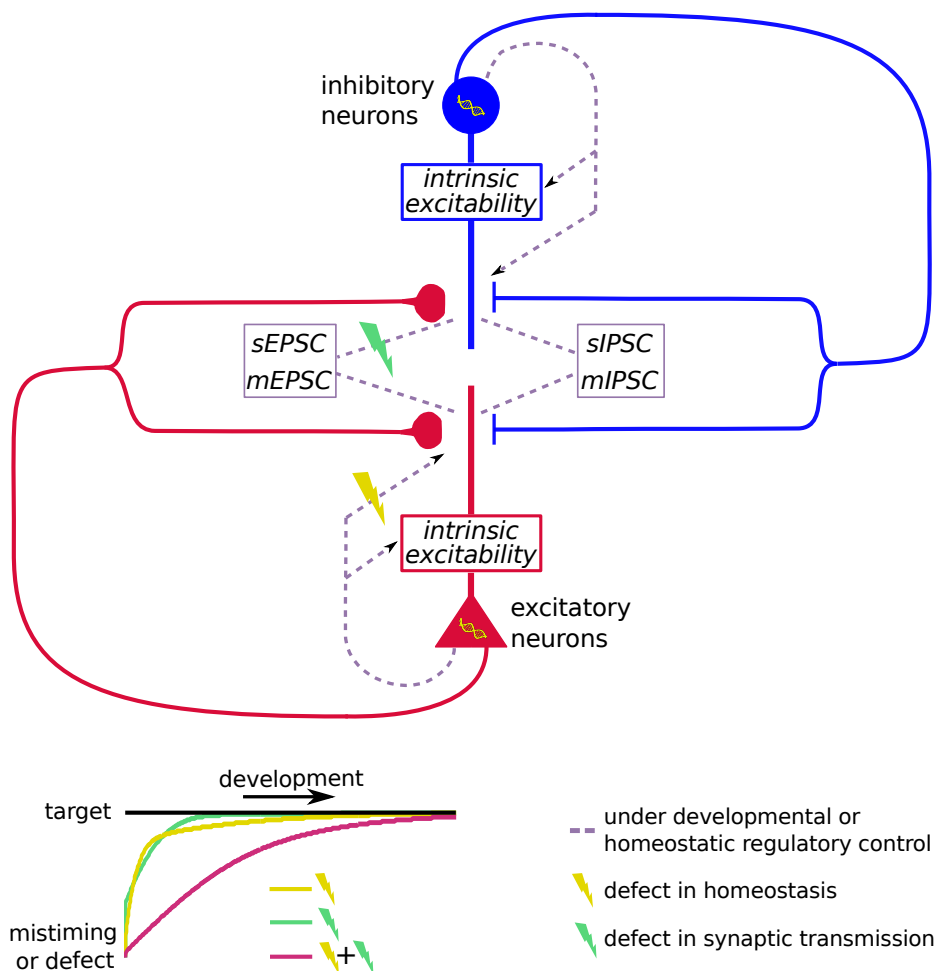 inhibitory
neurons
intrinsic
excitability
sEPSC
mEPSC
sIPSC
mIPSC
intrinsic
excitability
excitatory
neurons
development
target
mistiming
or defect
+
under developmental or
homeostatic regulatory control
defect in homeostasis
defect in synaptic transmission